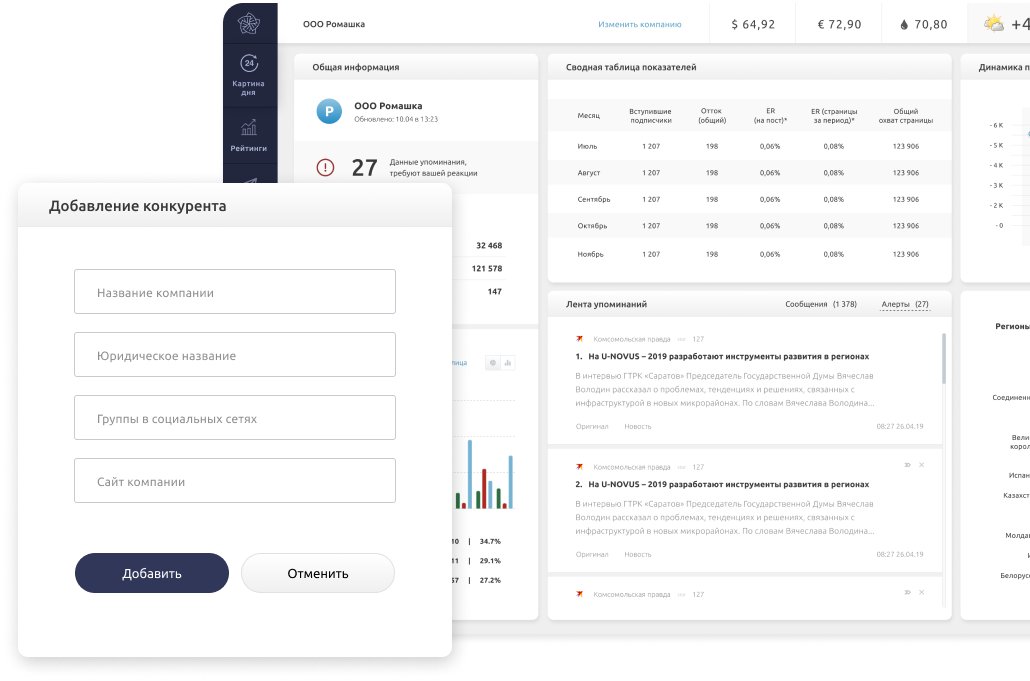 ООО Ромашка
Изменить компанию
$ 64,92
€ 72,90
70,80
+4
24
Картина
дня
Рейтинги
Общая информация
ООО Ромашка
Обновлено: 10.04 в 13:23
27
Данные упоминания,
требуют вашей реакции
32 468
121 578
147
лица
10 | 34.7%
11 | 29.1%
57 | 27.2%
Добавление конкурента
Название компании
Юридическое название
Группы в социальных сетях
Сайт компании
Добавить
Отменить
Сводная таблица показателей
Месяц Вступившие подписчики Отток (общий) ER (на пост)* ER (страницы за период)* Общий охват страницы
Июль 1 207 198 0,06% 0,08% 123 906
Август 1 207 198 0,06% 0,08% 123 906
Сентябрь 1 207 198 0,06% 0,08% 123 906
Октябрь 1 207 198 0,06% 0,08% 123 906
Ноябрь 1 207 198 0,06% 0,08% 123 906
Лента упоминаний
Сообщения (1 378)
Алерты (27)
Комсомольская правда 127
1. На U-NOVUS – 2019 разработают инструменты развития в регионах
В интервью ГТРК «Саратов» Председатель Государственной Думы Вячеслав
Володин рассказал о проблемах, тенденциях и решениях, связанных с
инфраструктурой в новых микрорайонах. По словам Вячеслава Володина...
Оригинал Новость 08:27 26.04.19
Комсомольская правда 127
2. На U-NOVUS – 2019 разработают инструменты развития в регионах
В интервью ГТРК «Саратов» Председатель Государственной Думы Вячеслав
Володин рассказал о проблемах, тенденциях и решениях, связанных с
инфраструктурой в новых микрорайонах. По словам Вячеслава Володина...
Оригинал Новость 08:27 26.04.19
Комсомольская правда 127
Динамика п
- 6 K
- 5 K
- 4 K
- 3 K
- 2 K
- 0
Регионы
Соединенн
Вели
корол
Испан
Казахст
Молда
Белорус